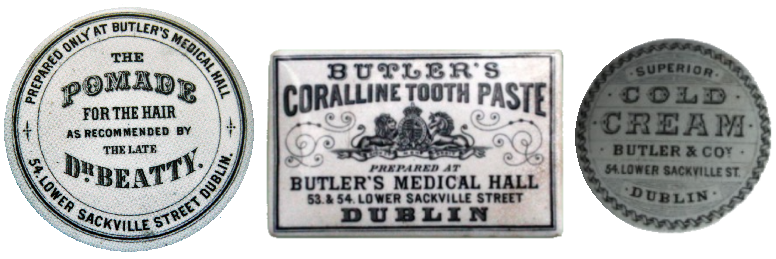 PREPARED ONLY AT BUTLER'S MEDICAL HALL
THE
POMADE
FOR THE HAIR
AS RECOMMENDED BY
THE LATE
DR. BEATTY.
54. LOWER SACKVILLE STREET DUBLIN.
BUTLER'S
CORALLINE TOOTH PASTE
PREPARED AT
BUTLER'S MEDICAL HALL
53. & 54. LOWER SACKVILLE STREET
DUBLIN
· SUPERIOR ·
· COLD
CREAM ·
BUTLER & COY
54. LOWER SACKVILLE ST.
· DUBLIN ·